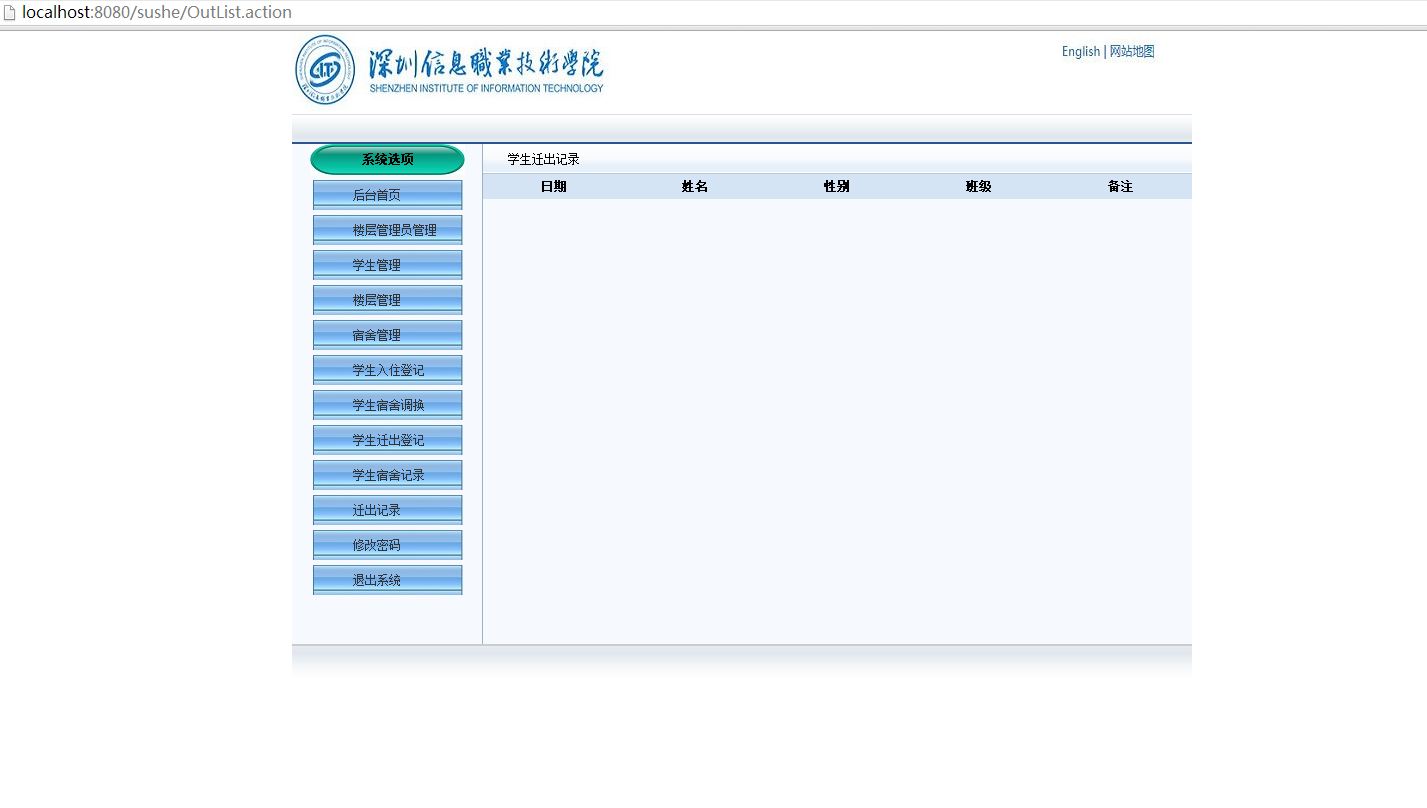 localhost:8080/sushe/OutList.action
深圳信息職業技術學院
SHENZHEN INSTITUTE OF INFORMATION TECHNOLOGY
English | 网站地图
系统选项
后台首页
楼层管理员管理
学生管理
楼层管理
宿舍管理
学生入住登记
学生宿舍调换
学生迁出登记
学生宿舍记录
迁出记录
修改密码
退出系统
学生迁出记录
日期 姓名 性别 班级 备注